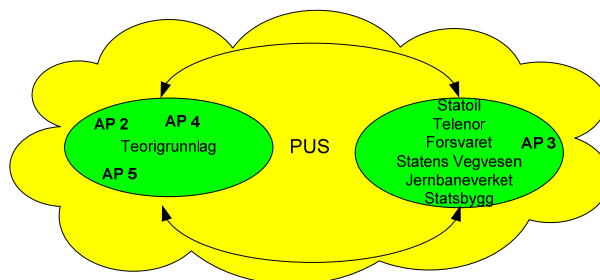 AP 2
AP 4
Teorigrunnlag
AP 5
PUS
Statoil
Telenor
Forsvaret
AP 3
Statens Vegvesen
Jernbaneverket
Statsbygg